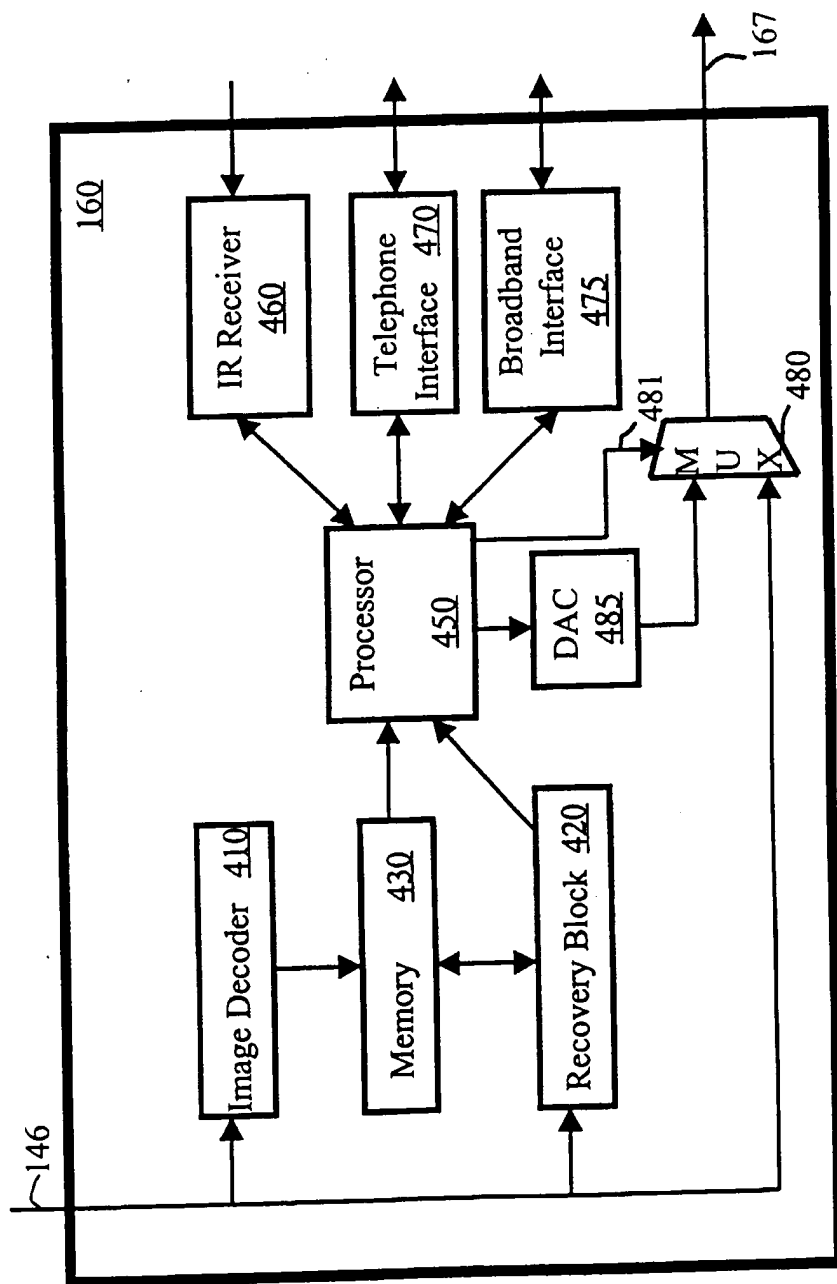 146
160
Image Decoder 410
Memory 430
Recovery Block 420
Processor
450
DAC
485
IR Receiver
460
Telephone
Interface 470
Broadband
Interface
475
481
M
U
X
480
167